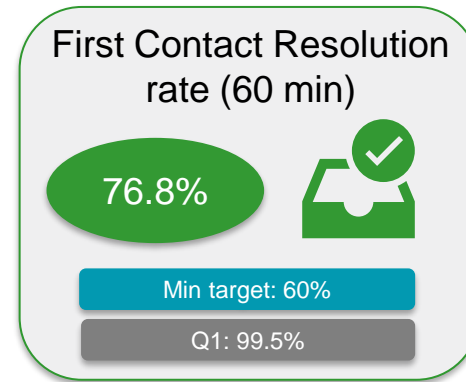 First Contact Resolution
rate (60 min)
76.8%
Min target: 60%
Q1: 99.5%